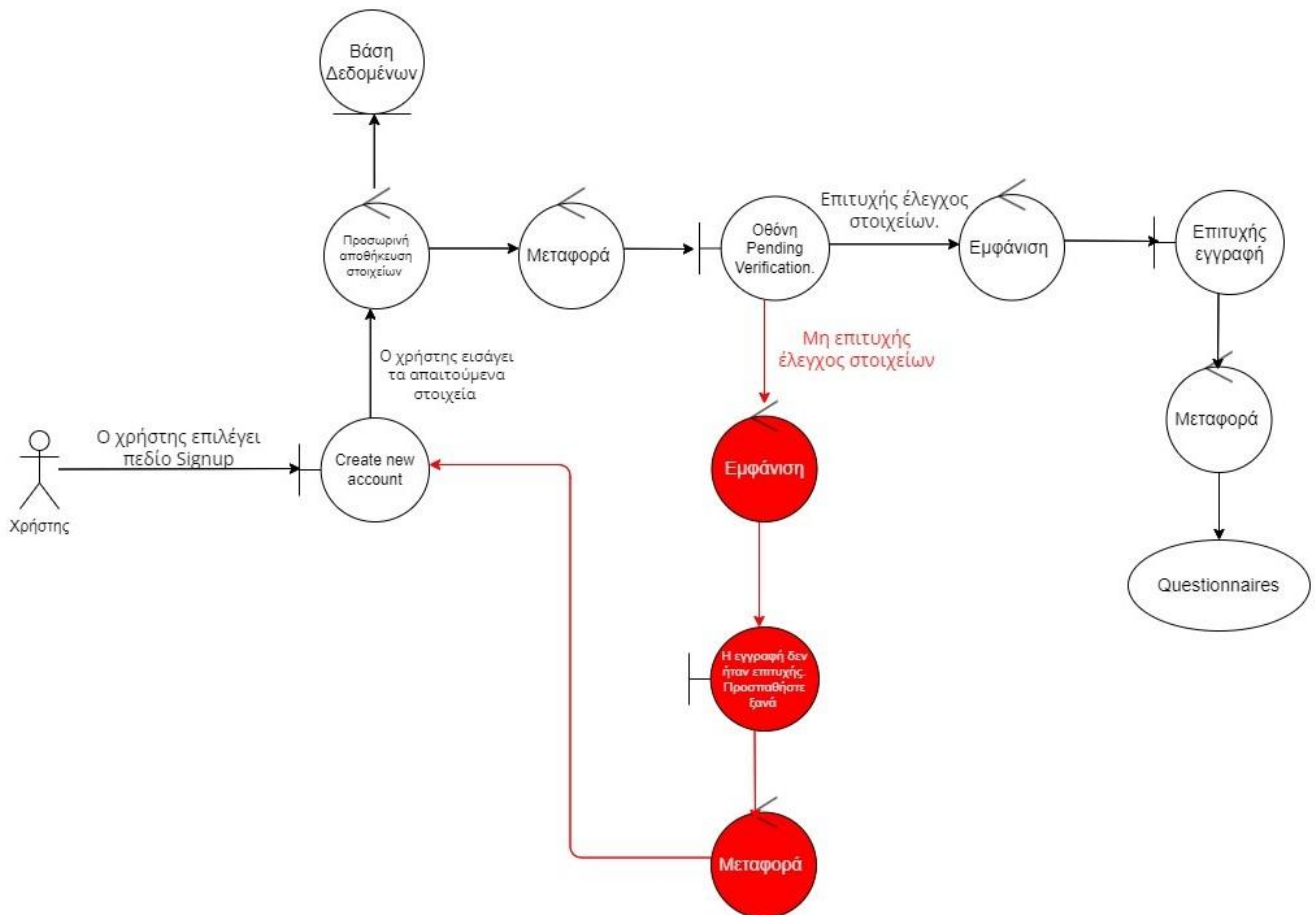 Βάση
Δεδομένων
Προσωρινή
αποθήκευση
στοιχείων
Μεταφορά
Οθόνη
Pending
Verification.
Επιτυχής έλεγχος
στοιχείων.
Εμφάνιση
Επιτυχής
εγγραφή
Μη επιτυχής
έλεγχος στοιχείων
Ο χρήστης εισάγει
τα απαιτούμενα
στοιχεία
Μεταφορά
Ο χρήστης επιλέγει
πεδίο Signup
Χρήστης
Create new
account
Εμφάνιση
Questionnaires
Η εγγραφή δεν
ήταν επιτυχής.
Προσπαθήστε
ξανά
Μεταφορά